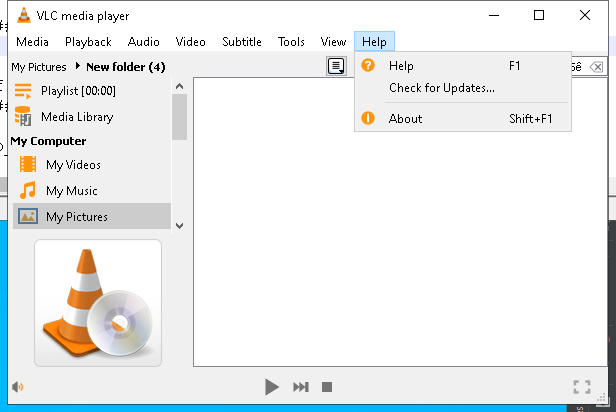 VLC media player
Media Playback Audio Video Subtitle Tools View Help
My Pictures New folder (4)
Help F1
Check for Updates...
About Shift+F1
Playlist [00:00]
Media Library
My Computer
My Videos
My Music
My Pictures